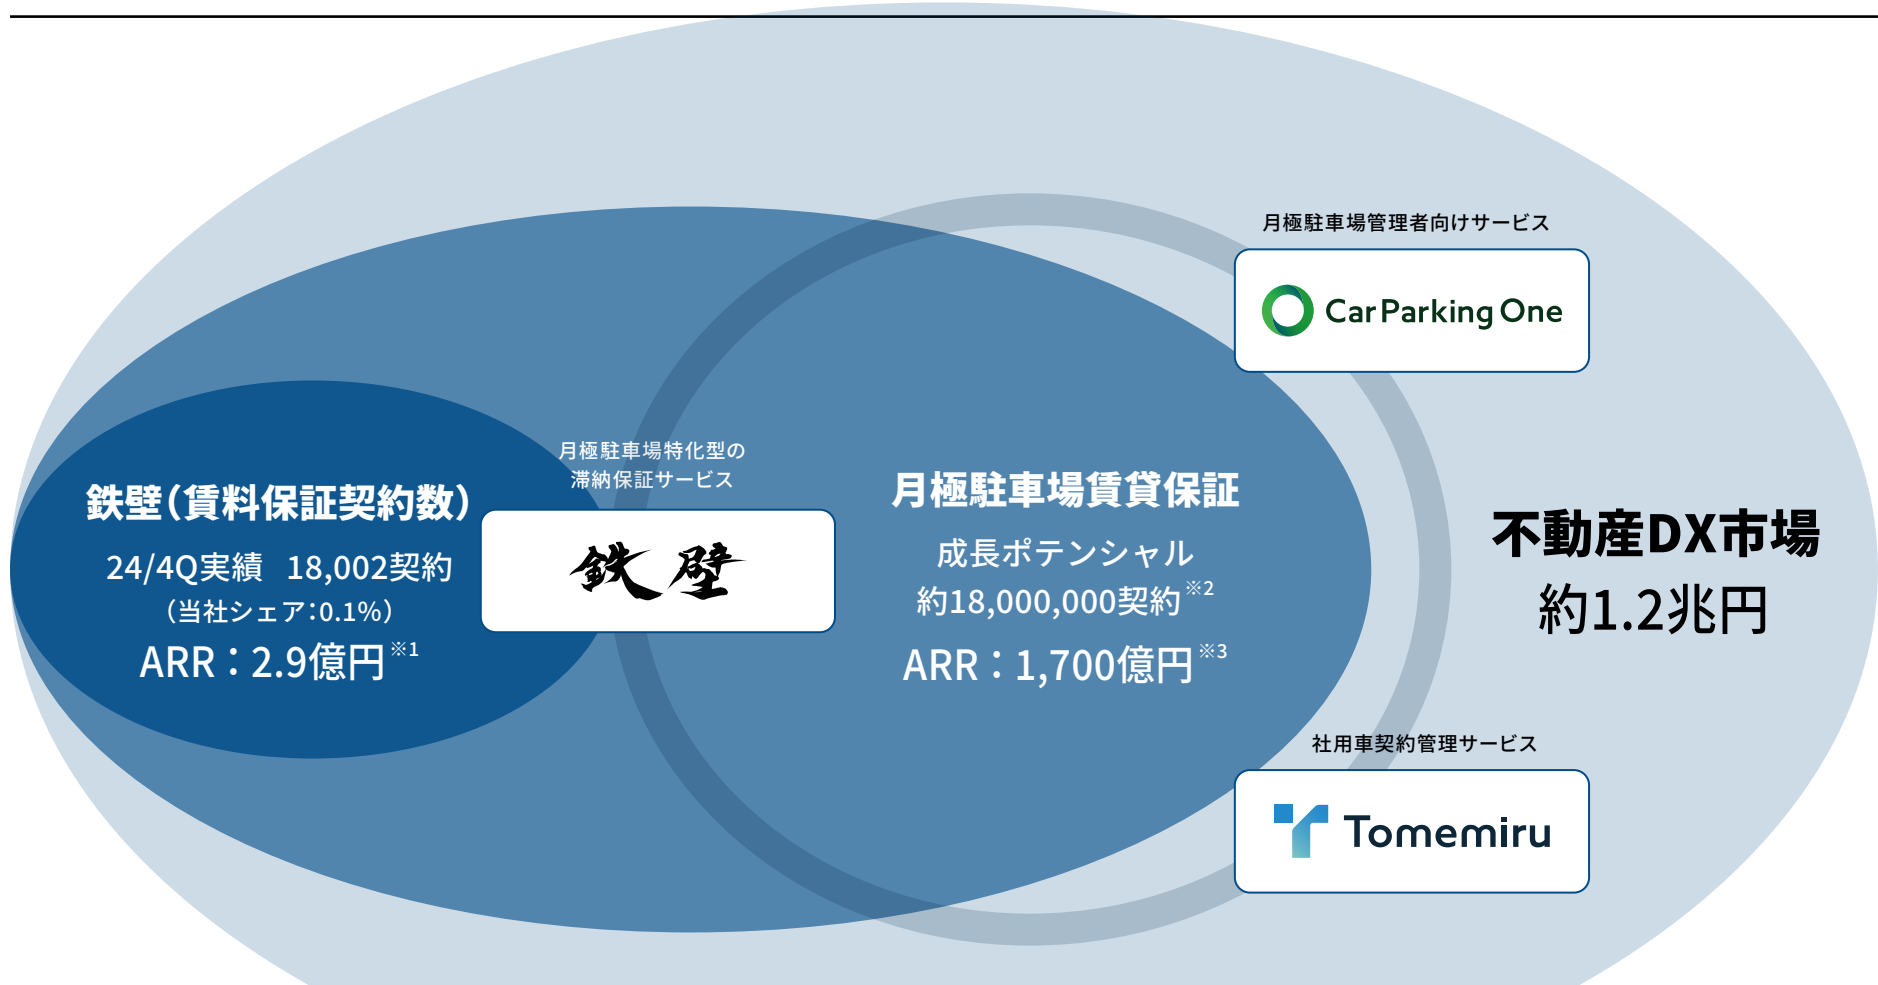 月極駐車場管理者向けサービス
CarParking One
月極駐車場特化型の
滞納保証サービス
鉄壁
鉄壁（賃料保証契約数）
24/4Q実績 18,002契約
（当社シェア：0.1%）
ARR：2.9億円※1
月極駐車場賃貸保証
成長ポテンシャル
約18,000,000契約※2
ARR：1,700億円※3
不動産DX市場
約1.2兆円
社用車契約管理サービス
Tomemiru